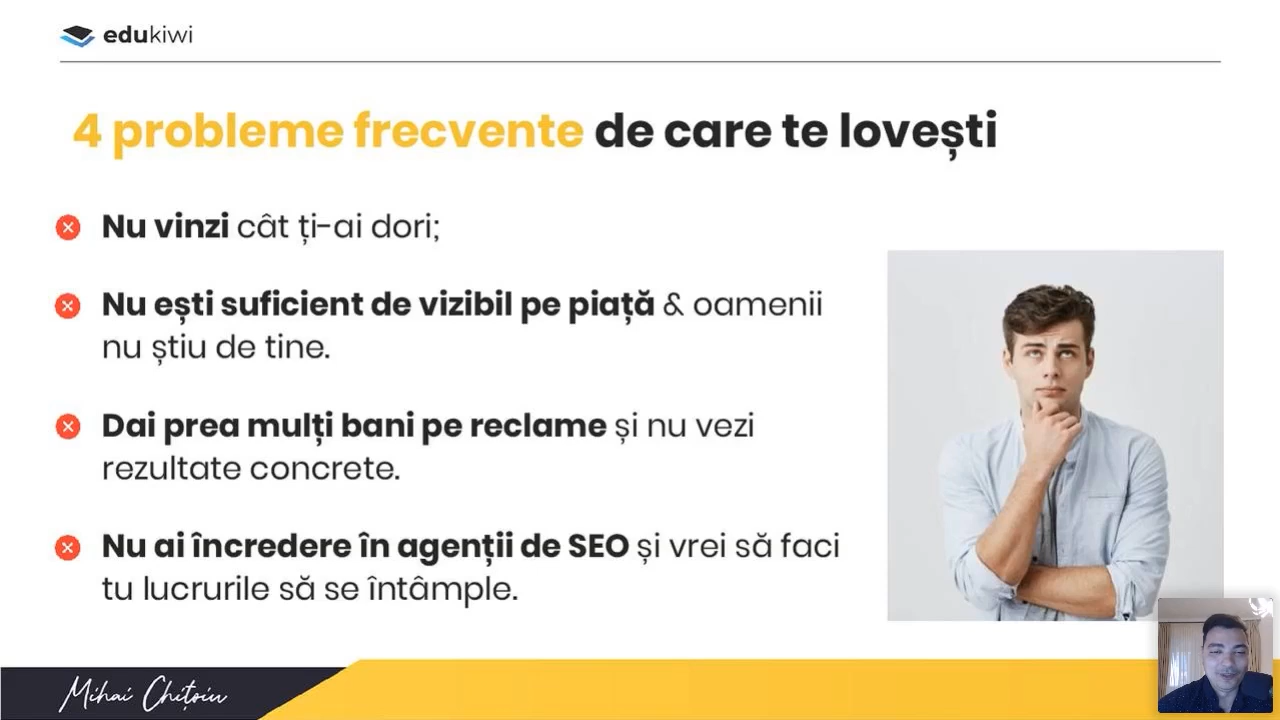 edukiwi
4 probleme frecvente de care te lovești
Nu vinzi cât ți-ai dori;
Nu ești suficient de vizibil pe piață & oamenii
nu știu de tine.
Dai prea mulți bani pe reclame și nu vezi
rezultate concrete.
Nu ai încredere în agenții de SEO și vrei să faci
tu lucrurile să se întâmple.
Mihai Chițoiu